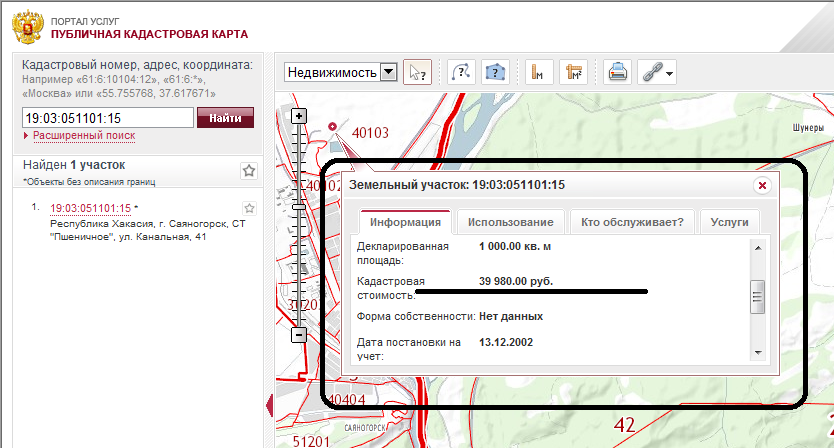 ПОРТАЛ УСЛУГ
ПУБЛИЧНАЯ КАДАСТРОВАЯ КАРТА
Кадастровый номер, адрес, координата:
Например «61:6:10104:12», «61:6:*»,
«Москва» или «55.755768, 37.617671»
19:03:051101:15
Найти
Расширенный поиск
Найден 1 участок
*Объекты без описания границ
1. 19:03:051101:15 *
Республика Хакасия, г. Саяногорск, СТ
"Пшеничное", ул. Канальная, 41
Недвижимость
40103
Шунеры
Земельный участок: 19:03:051101:15
Информация
Использование
Кто обслуживает?
Услуги
Декларированная площадь: 1 000.00 кв. м
Кадастровая стоимость: 39 980.00 руб.
Форма собственности: Нет данных
Дата постановки на учет: 13.12.2002
40404
САЯНОГОРСК
42
51201